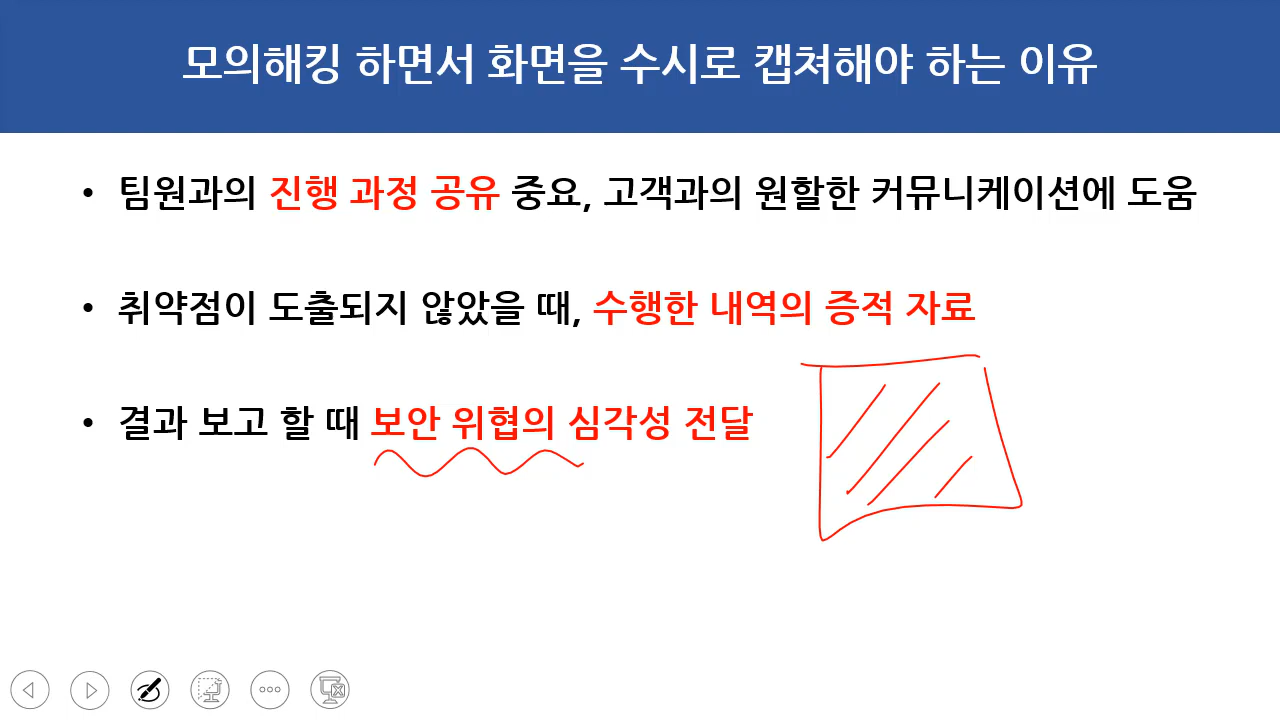 모의해킹 하면서 화면을 수시로 캡쳐해야 하는 이유
• 팀원과의 진행 과정 공유 중요, 고객과의 원할한 커뮤니케이션에 도움
• 취약점이 도출되지 않았을 때, 수행한 내역의 증적 자료
• 결과 보고 할 때 보안 위협의 심각성 전달